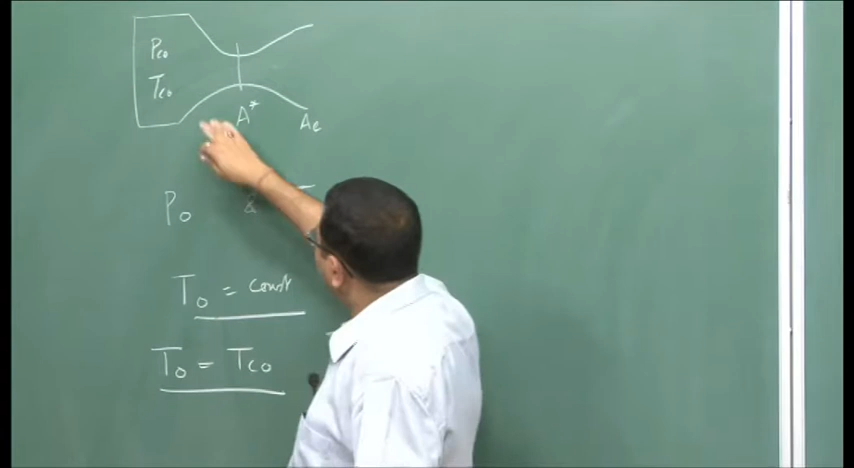 Pco
Tco
A*
Ae
Po &
To = const
To = Tco